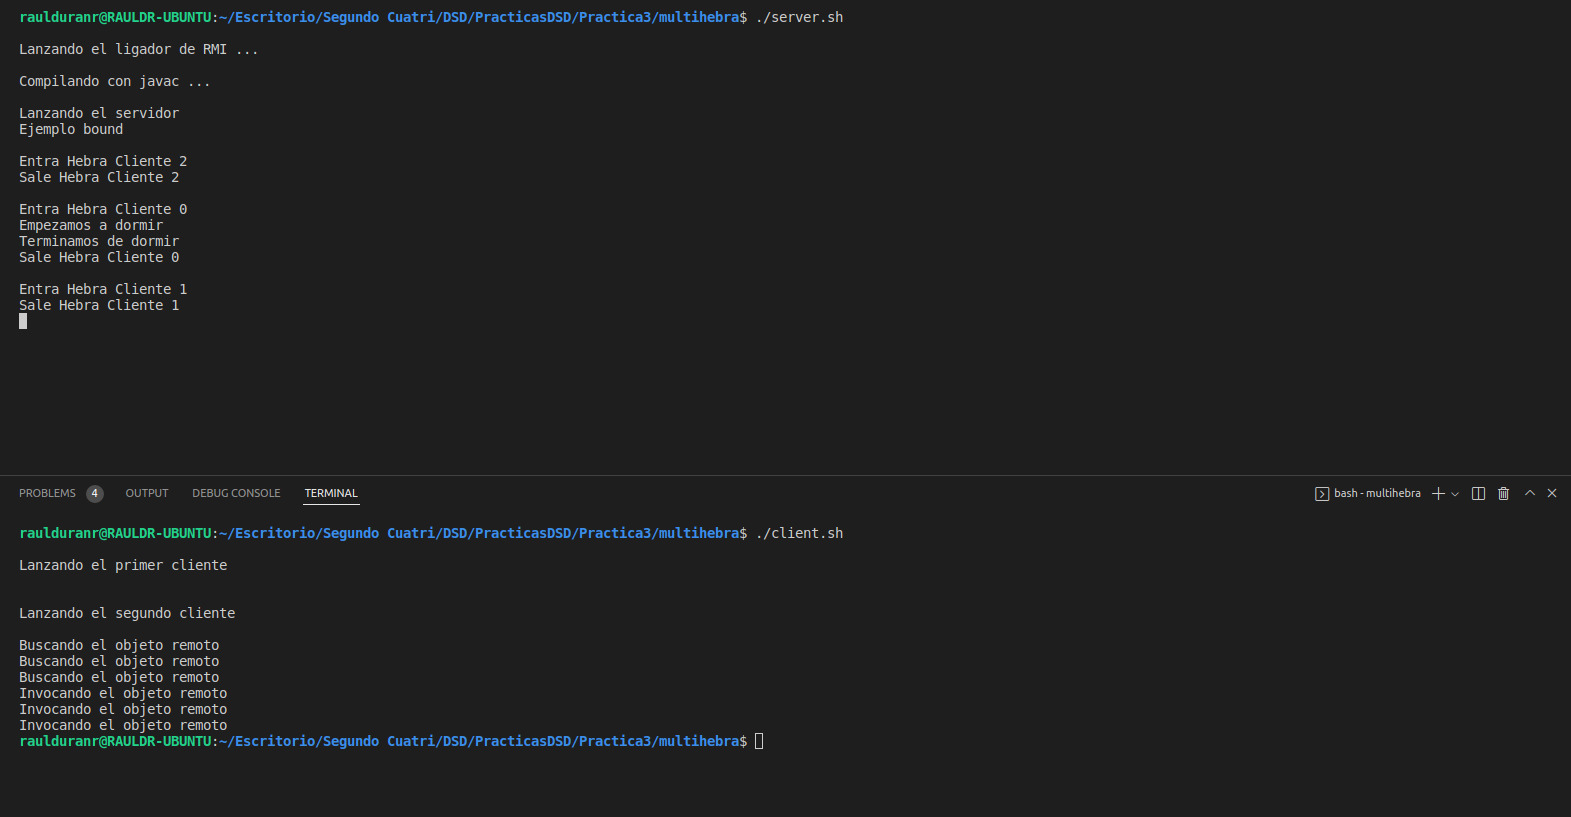 raulduranr@RAULDR-UBUNTU:~/Escritorio/Segundo Cuatri/DSD/PracticasDSD/Practica3/multihebra$ ./server.sh
Lanzando el ligador de RMI ...
Compilando con javac ...
Lanzando el servidor
Ejemplo bound
Entra Hebra Cliente 2
Sale Hebra Cliente 2
Entra Hebra Cliente 0
Empezamos a dormir
Terminamos de dormir
Sale Hebra Cliente 0
Entra Hebra Cliente 1
Sale Hebra Cliente 1
PROBLEMS 4 OUTPUT DEBUG CONSOLE TERMINAL bash - multihebra
raulduranr@RAULDR-UBUNTU:~/Escritorio/Segundo Cuatri/DSD/PracticasDSD/Practica3/multihebra$ ./client.sh
Lanzando el primer cliente
Lanzando el segundo cliente
Buscando el objeto remoto
Buscando el objeto remoto
Buscando el objeto remoto
Invocando el objeto remoto
Invocando el objeto remoto
Invocando el objeto remoto
raulduranr@RAULDR-UBUNTU:~/Escritorio/Segundo Cuatri/DSD/PracticasDSD/Practica3/multihebra$